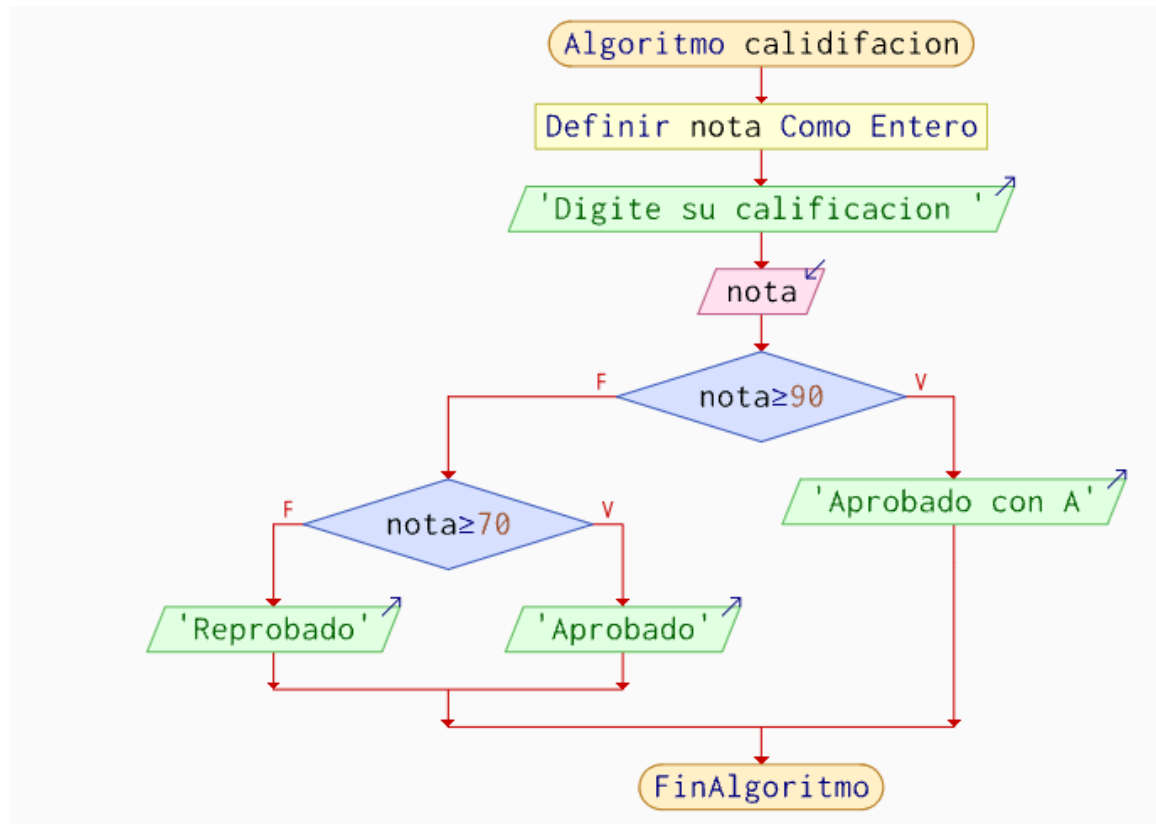 Algoritmo calidifacion
Definir nota Como Entero
'Digite su calificacion '
nota
F
nota≥90
V
'Aprobado con A'
F
nota≥70
V
'Reprobado'
'Aprobado'
FinAlgoritmo